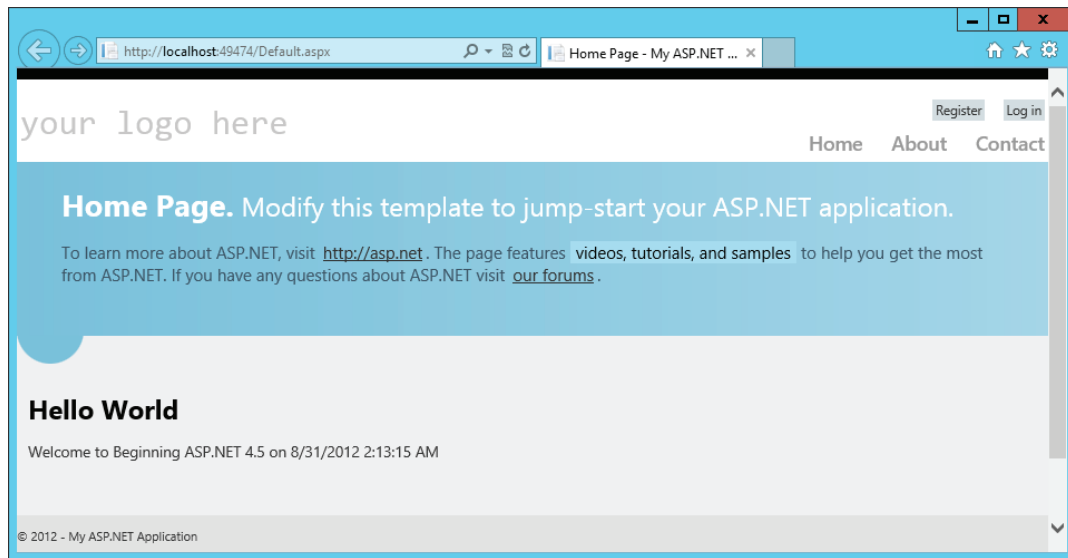 http://localhost:49474/Default.aspx
Home Page - My ASP.NET ...
your logo here
Register Log in
Home About Contact
Home Page. Modify this template to jump-start your ASP.NET application.
To learn more about ASP.NET, visit http://asp.net. The page features videos, tutorials, and samples to help you get the most
from ASP.NET. If you have any questions about ASP.NET visit our forums.
Hello World
Welcome to Beginning ASP.NET 4.5 on 8/31/2012 2:13:15 AM
© 2012 - My ASP.NET Application